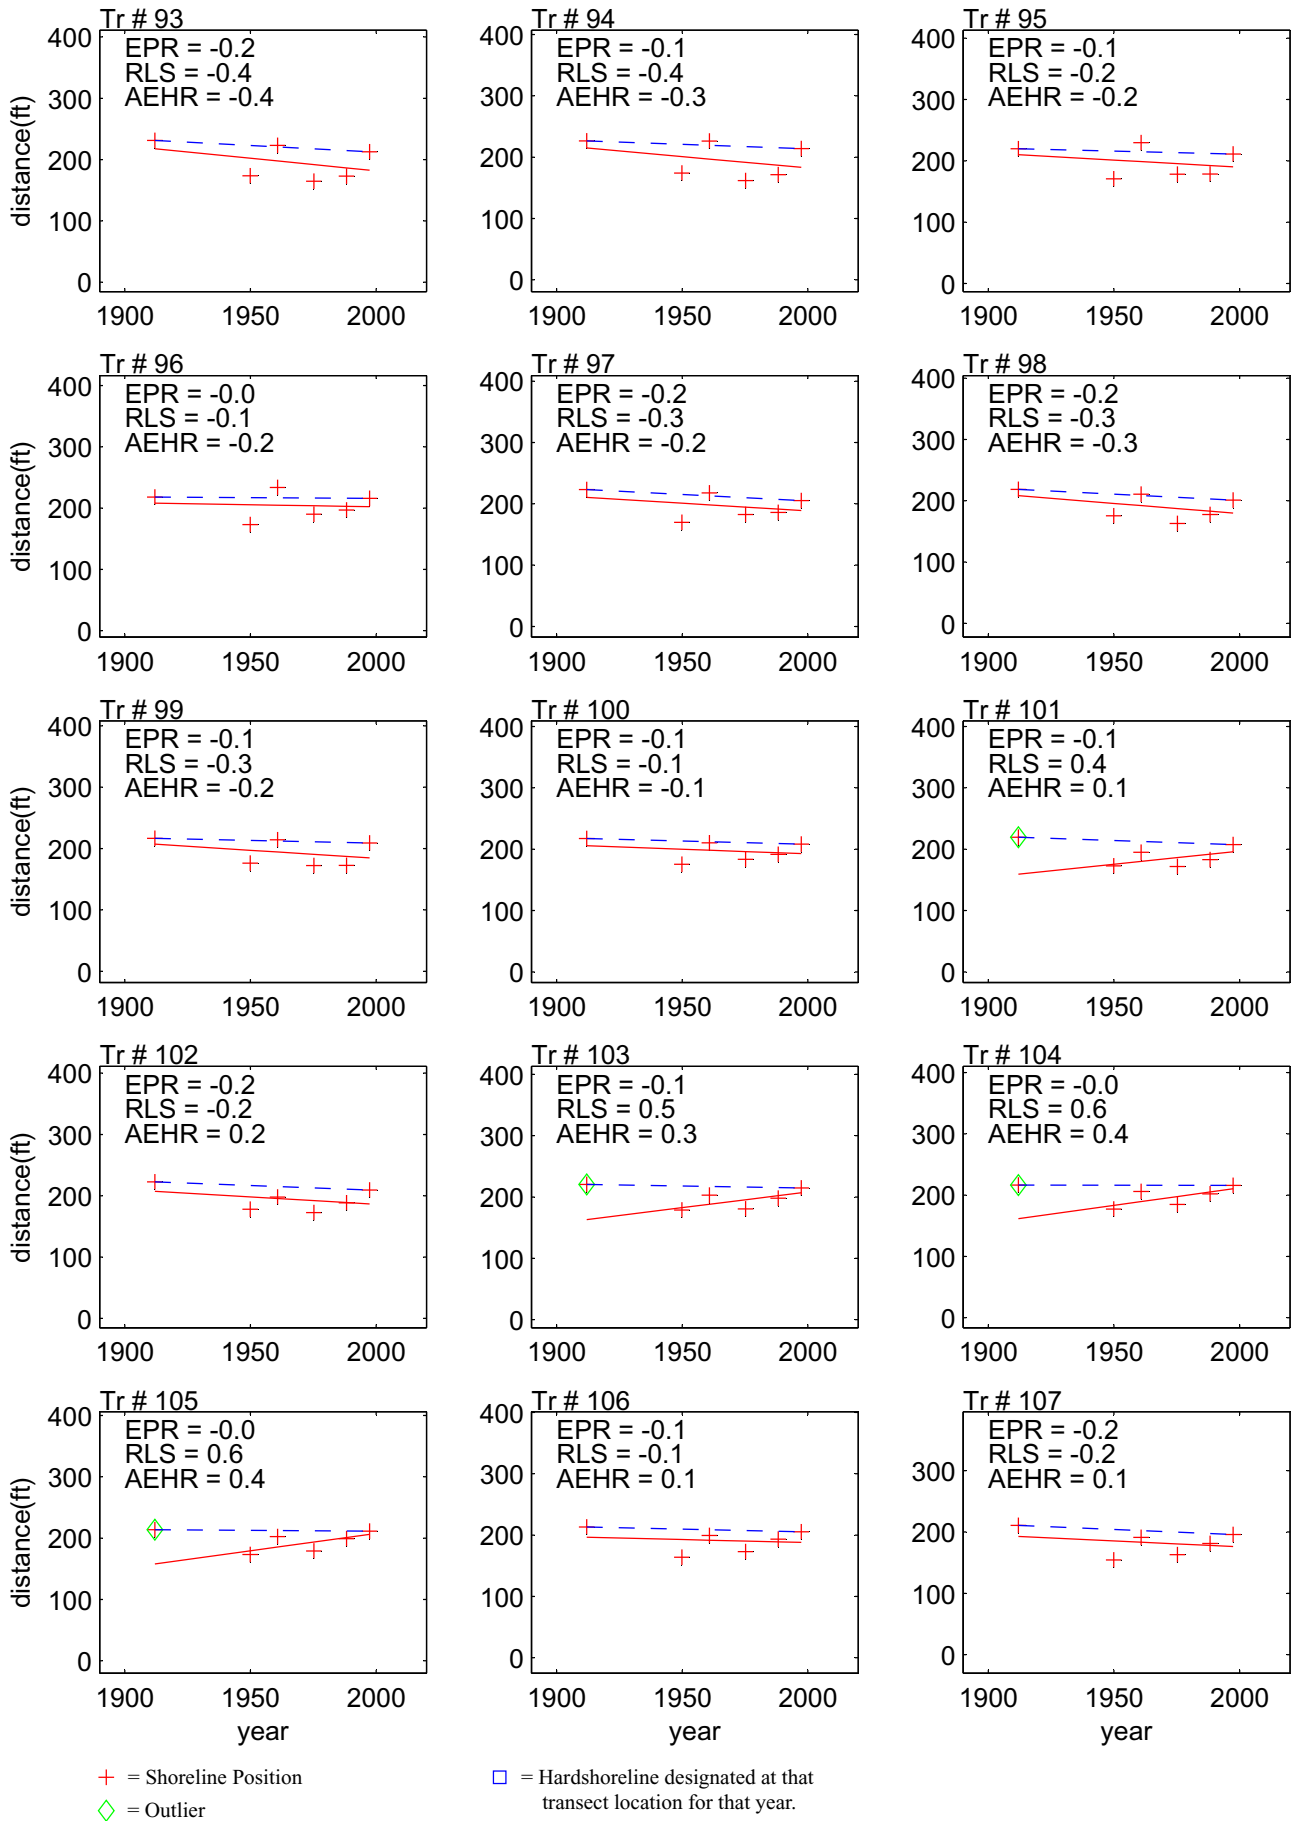 Tr # 93
EPR = -0.2
RLS = -0.4
AEHR = -0.4
400
300
200
100
0
distance(ft)
1900 1950 2000
Tr # 94
EPR = -0.1
RLS = -0.4
AEHR = -0.3
400
300
200
100
0
1900 1950 2000
Tr # 95
EPR = -0.1
RLS = -0.2
AEHR = -0.2
400
300
200
100
0
1900 1950 2000
Tr # 96
EPR = -0.0
RLS = -0.1
AEHR = -0.2
400
300
200
100
0
distance(ft)
1900 1950 2000
Tr # 97
EPR = -0.2
RLS = -0.3
AEHR = -0.2
400
300
200
100
0
1900 1950 2000
Tr # 98
EPR = -0.2
RLS = -0.3
AEHR = -0.3
400
300
200
100
0
1900 1950 2000
Tr # 99
EPR = -0.1
RLS = -0.3
AEHR = -0.2
400
300
200
100
0
distance(ft)
1900 1950 2000
Tr # 100
EPR = -0.1
RLS = -0.1
AEHR = -0.1
400
300
200
100
0
1900 1950 2000
Tr # 101
EPR = -0.1
RLS = 0.4
AEHR = 0.1
400
300
200
100
0
1900 1950 2000
Tr # 102
EPR = -0.2
RLS = -0.2
AEHR = 0.2
400
300
200
100
0
distance(ft)
1900 1950 2000
Tr # 103
EPR = -0.1
RLS = 0.5
AEHR = 0.3
400
300
200
100
0
1900 1950 2000
Tr # 104
EPR = -0.0
RLS = 0.6
AEHR = 0.4
400
300
200
100
0
1900 1950 2000
Tr # 105
EPR = -0.0
RLS = 0.6
AEHR = 0.4
400
300
200
100
0
distance(ft)
1900 1950 2000
year
Tr # 106
EPR = -0.1
RLS = -0.1
AEHR = 0.1
400
300
200
100
0
1900 1950 2000
year
Tr # 107
EPR = -0.2
RLS = -0.2
AEHR = 0.1
300
200
100
0
1900 1950 2000
year
= Shoreline Position
= Outlier
= Hardshoreline designated at that
transect location for that year.